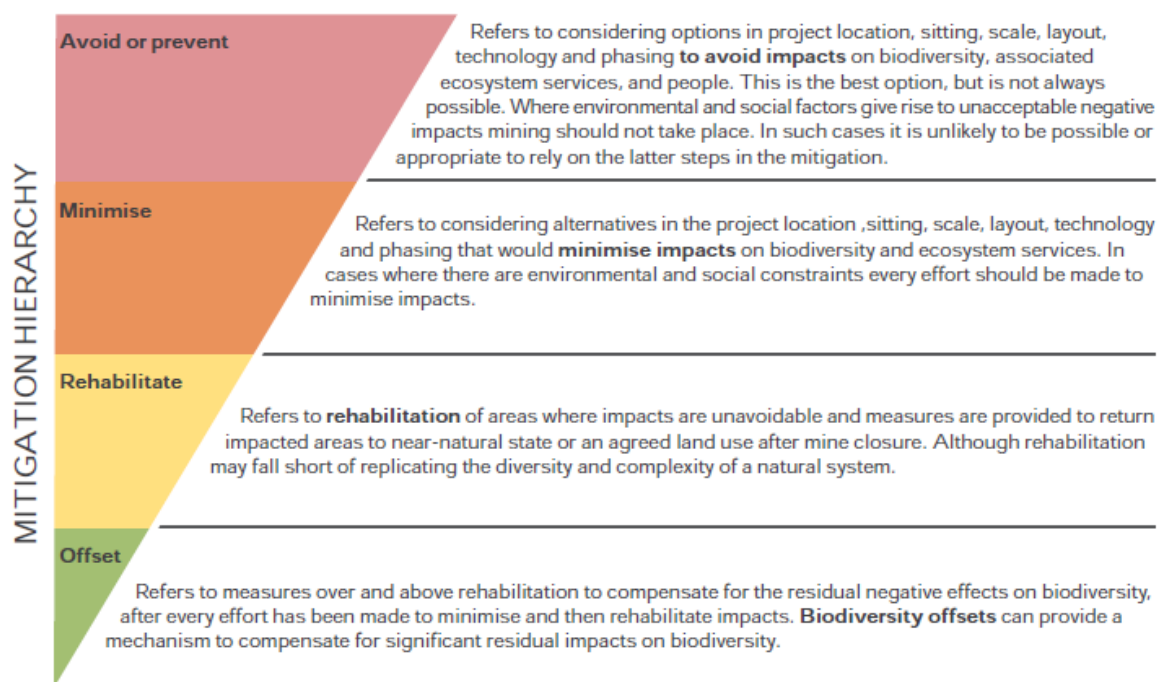 MITIGATION HIERARCHY
Avoid or prevent
Refers to considering options in project location, sitting, scale, layout,
technology and phasing to avoid impacts on biodiversity, associated
ecosystem services, and people. This is the best option, but is not always
possible. Where environmental and social factors give rise to unacceptable negative
impacts mining should not take place. In such cases it is unlikely to be possible or
appropriate to rely on the latter steps in the mitigation.
Minimise
Refers to considering alternatives in the project location ,sitting, scale, layout, technology
and phasing that would minimise impacts on biodiversity and ecosystem services. In
cases where there are environmental and social constraints every effort should be made to
minimise impacts.
Rehabilitate
Refers to rehabilitation of areas where impacts are unavoidable and measures are provided to return
impacted areas to near-natural state or an agreed land use after mine closure. Although rehabilitation
may fall short of replicating the diversity and complexity of a natural system.
Offset
Refers to measures over and above rehabilitation to compensate for the residual negative effects on biodiversity,
after every effort has been made to minimise and then rehabilitate impacts. Biodiversity offsets can provide a
mechanism to compensate for significant residual impacts on biodiversity.